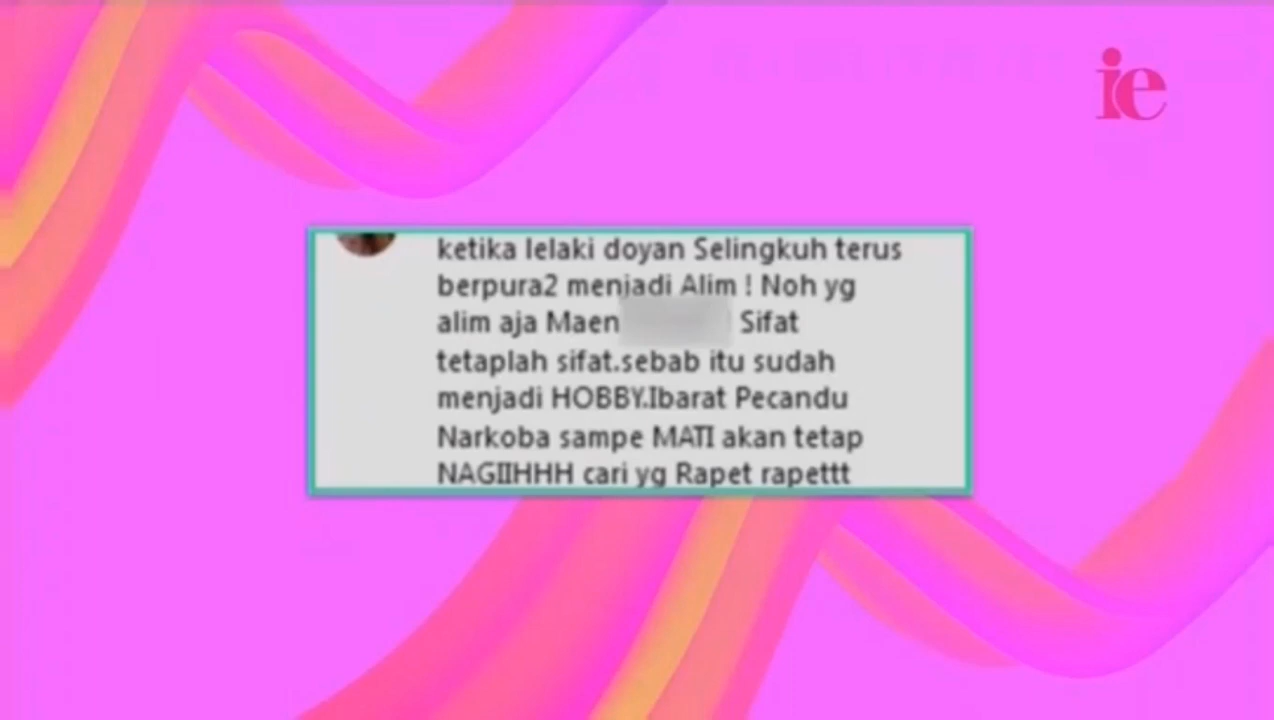 ie
ketika lelaki doyan Selingkuh terus
berpura2 menjadi Alim ! Noh yg
alim aja Maen Sifat
tetaplah sifat.sebab itu sudah
menjadi HOBBY.Ibarat Pecandu
Narkoba sampe MATI akan tetap
NAGIIHHH cari yg Rapet rapettt